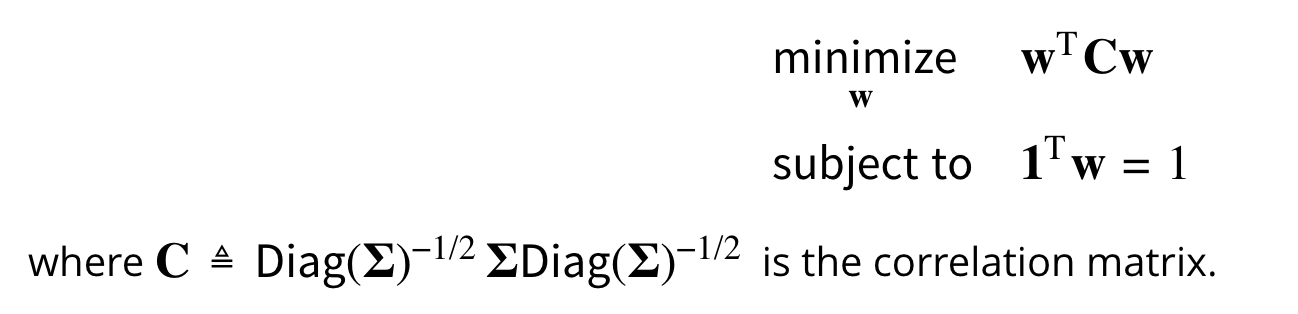 minimize wᵀCw
w
subject to 1ᵀw = 1
where C ≜ Diag(Σ)⁻¹/² ΣDiag(Σ)⁻¹/² is the correlation matrix.